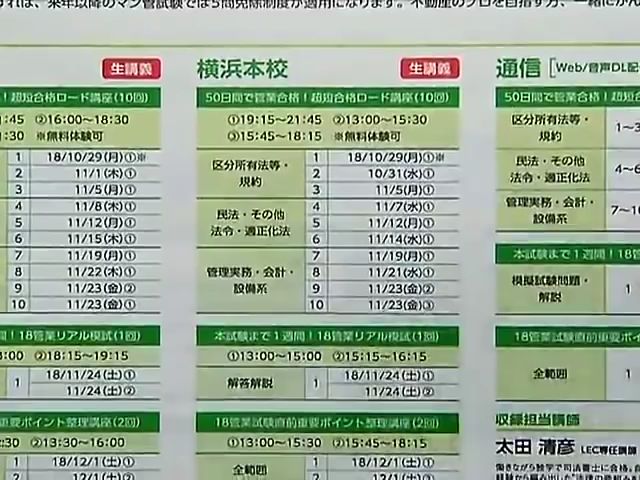 すれば、来年以降のマン管試験では5問免除制度が適用になります。不動産のプロを目指す方、一緒にがん
生講義
超短合格ロード講座(10回)
:45 ②16:00～18:30
:30 ※無料体験可
1 18/10/29(月)①※
2 11/1(木)①
3 11/5(月)①
4 11/8(木)①
5 11/12(月)①
6 11/15(木)①
7 11/19(月)①
8 11/22(木)①
9 11/23(金)②
10 11/23(金)①
!18管業リアル模試(1回)
:00 ②18:15～19:15
1 18/11/24(土)①
11/24(土)②
重要ポイント整理講座(2回)
:30 ②13:30～16:00
1 18/12/1(土)①
2 12/1(土)②
横浜本校 生講義
50日間で管業合格!超短合格ロード講座(10回)
①19:15～21:45 ②13:00～15:30
③15:45～18:15 ※無料体験可
区分所有法等・
規約
1 18/10/29(月)①※
2 10/31(水)①
3 11/5(月)①
民法・その他
法令・適正化法
4 11/7(水)①
5 11/12(月)①
6 11/14(水)①
管理実務・会計・
設備系
7 11/19(月)①
8 11/21(水)①
9 11/23(金)②
10 11/23(金)③
本試験まで1週間!18管業リアル模試(1回)
①13:00～15:00 ②15:15～16:15
解答解説 1 18/11/24(土)①
11/24(土)②
18管業試験直前重要ポイント整理講座(2回)
①13:00～15:30 ②15:45～18:15
全範囲
1 18/12/1(土)①
2 12/1(土)②
通信 [Web/音声DL配
50日間で管業合格!超短合格
区分所有法等・
規約
1～3
民法・その他
法令・適正化法
4～6
管理実務・会計・
設備系
7～10
本試験まで1週間!18管
模擬試験問題・
解説
1
18管業試験直前重要ポイ
全範囲 1
収録担当講師
太田 清彦 LEC専任講師
働きながら独学で司法書士に合格。自